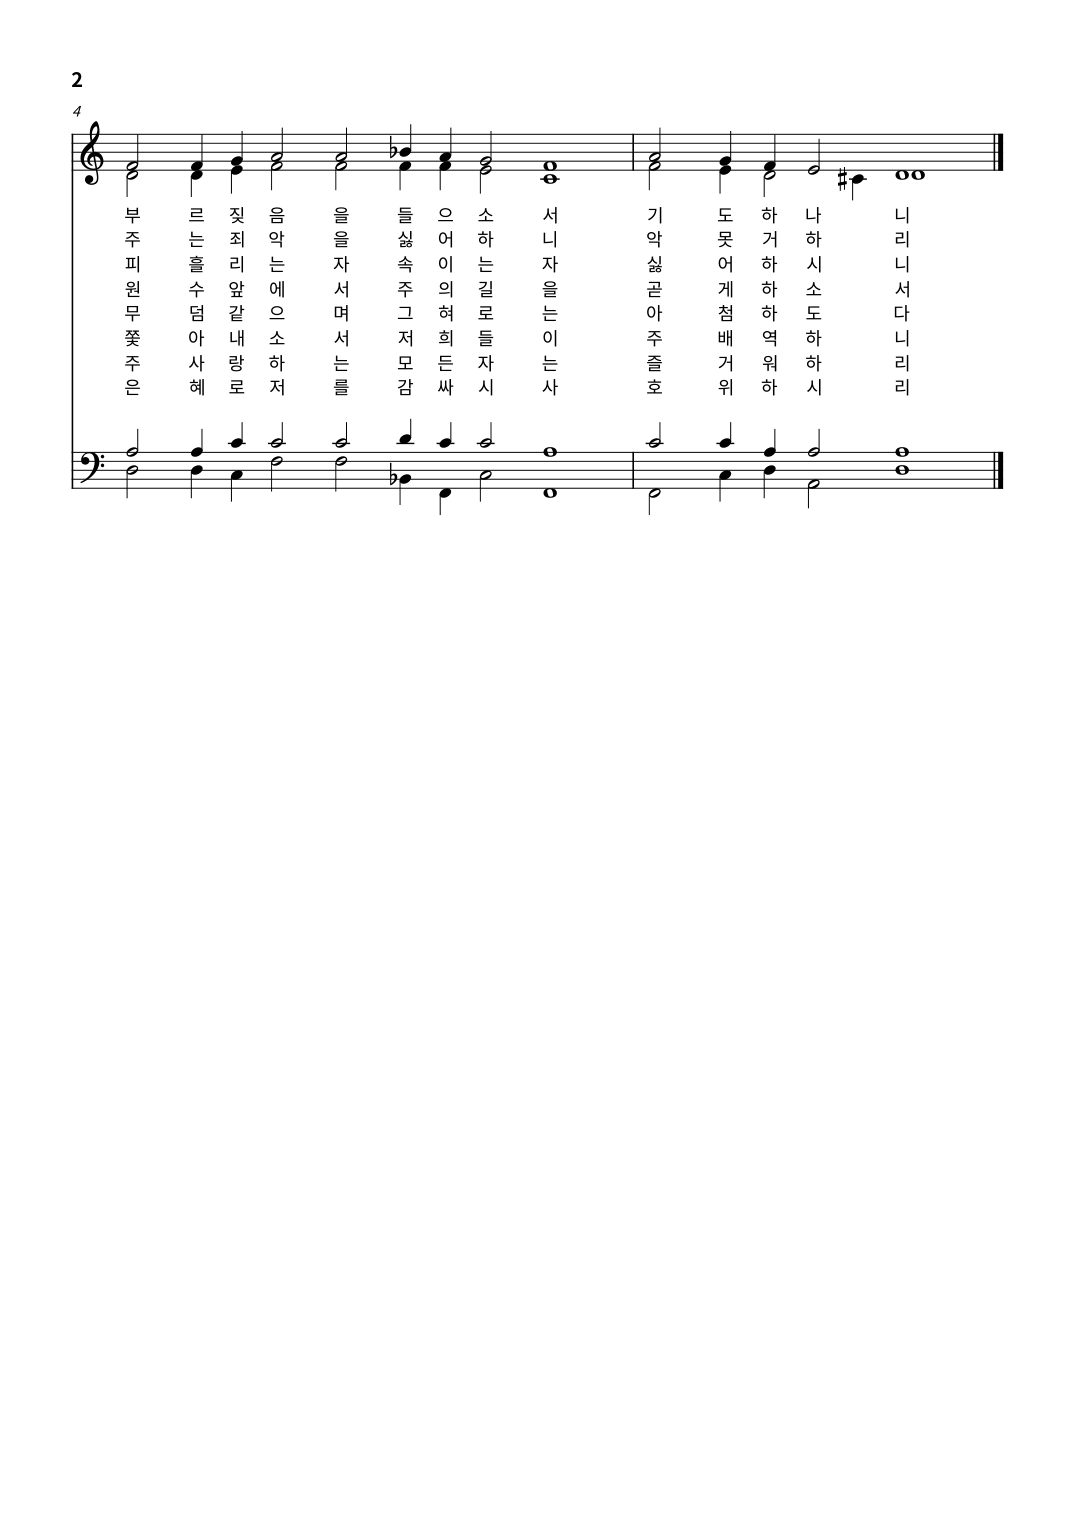 2
4
부 르 짖 음 을 들 으 소 서 기 도 하 나 니
주 는 죄 악 을 싫 어 하 니 악 못 거 하 리
피 흘 리 는 자 속 이 는 자 싫 어 하 시 니
원 수 앞 에 서 주 의 길 을 곧 게 하 소 서
무 덤 같 으 며 그 혀 로 는 아 첨 하 도 다
쫓 아 내 소 서 저 희 들 이 주 배 역 하 니
주 사 랑 하 는 모 든 자 는 즐 거 워 하 리
은 혜 로 저 를 감 싸 시 사 호 위 하 시 리